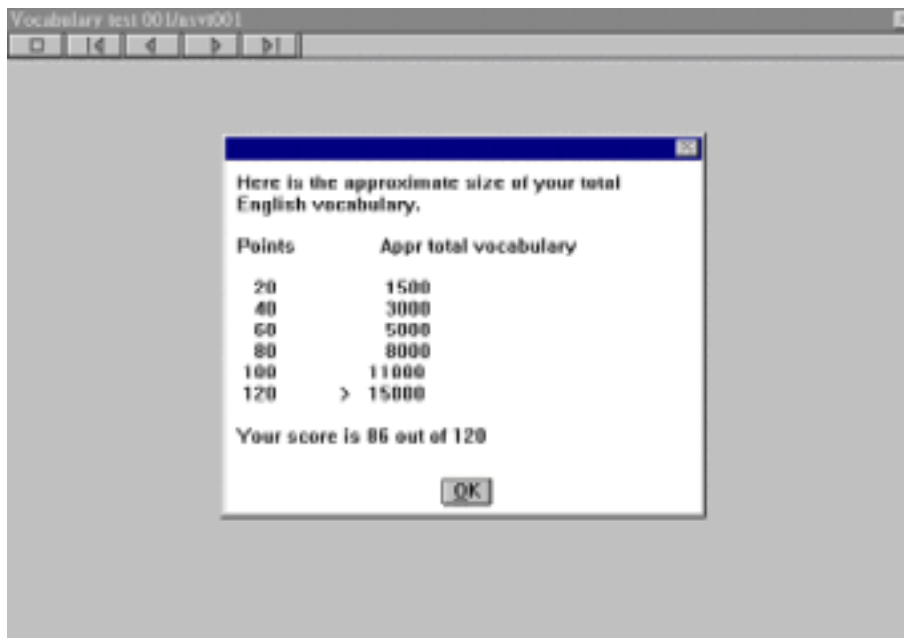 Vocabulary test 001/nsvt001
Here is the approximate size of your total
English vocabulary.
Points Appr total vocabulary
20 1500
40 3000
60 5000
80 8000
100 11000
120 > 15000
Your score is 86 out of 120
OK